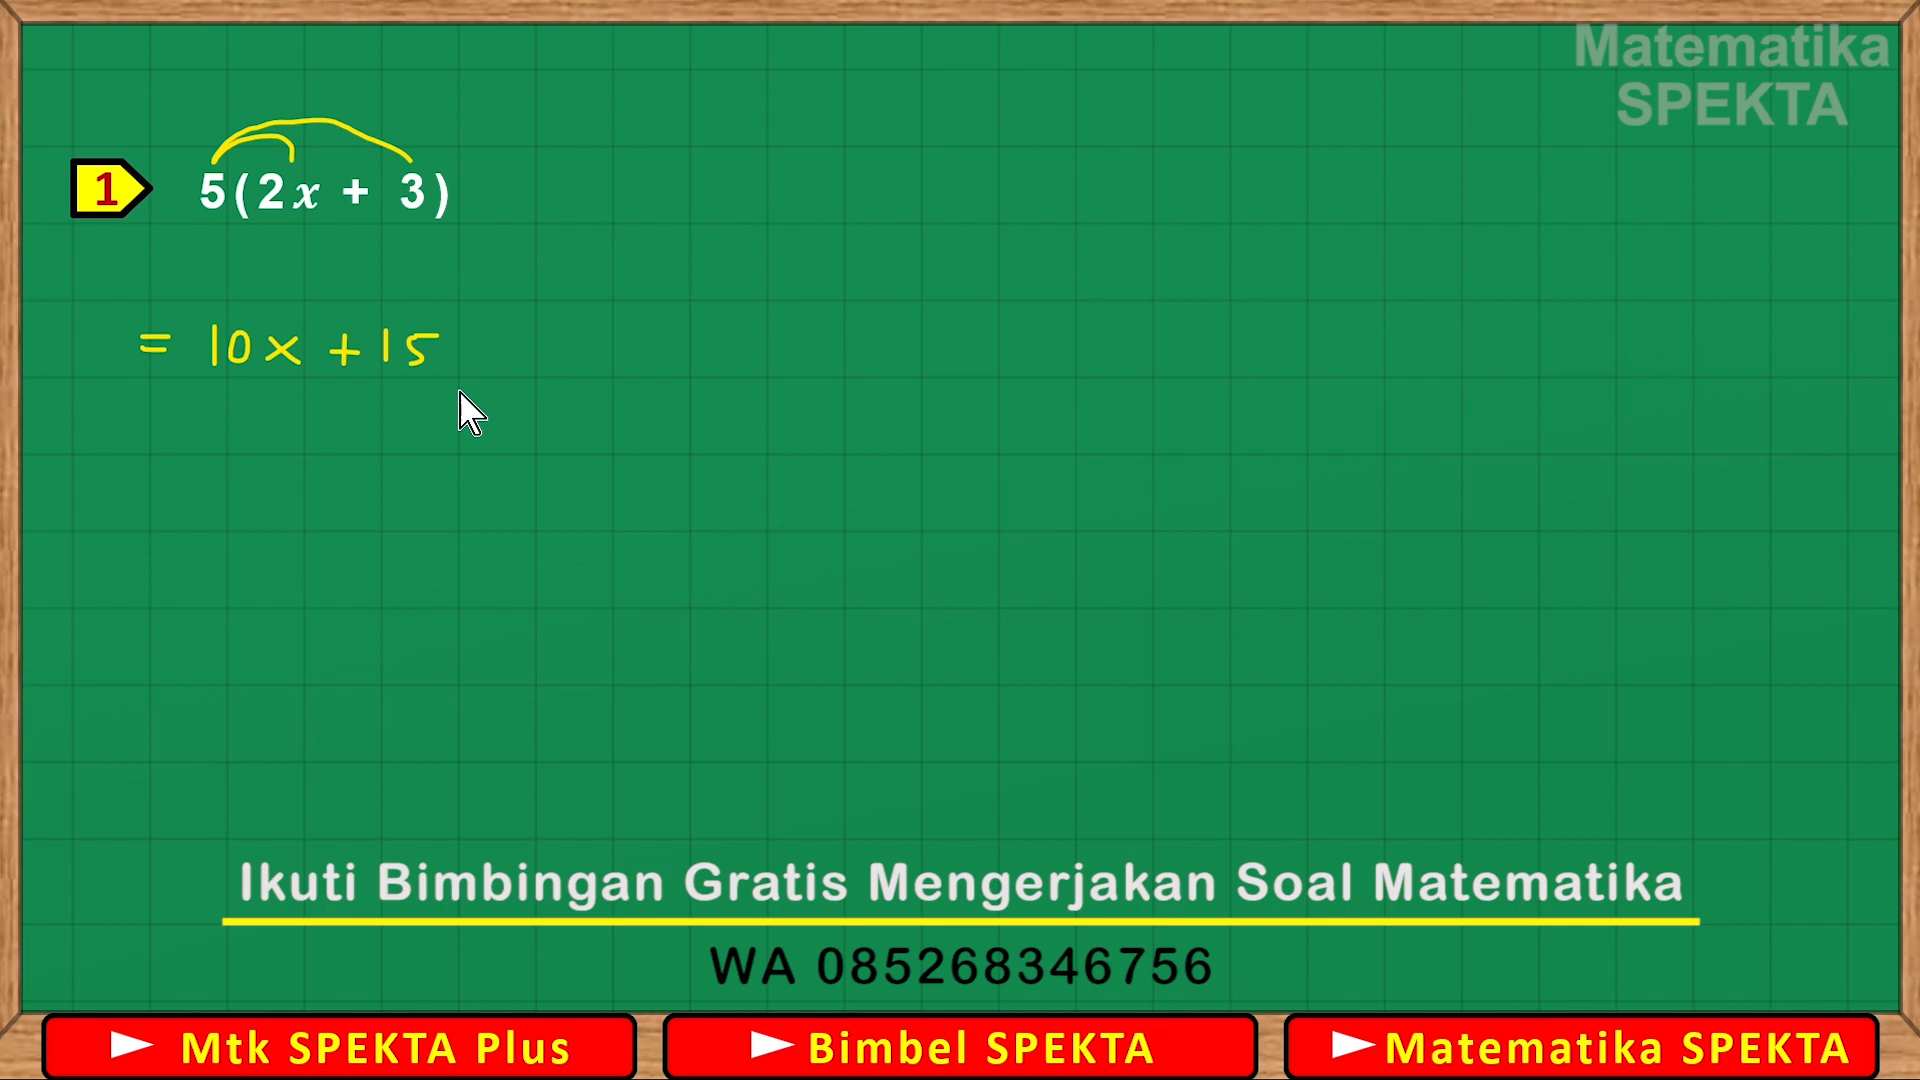 Matematika
SPEKTA
1 5(2x + 3)
= 10x + 15
Ikuti Bimbingan Gratis Mengerjakan Soal Matematika
WA 085268346756
Mtk SPEKTA Plus
Bimbel SPEKTA
Matematika SPEKTA